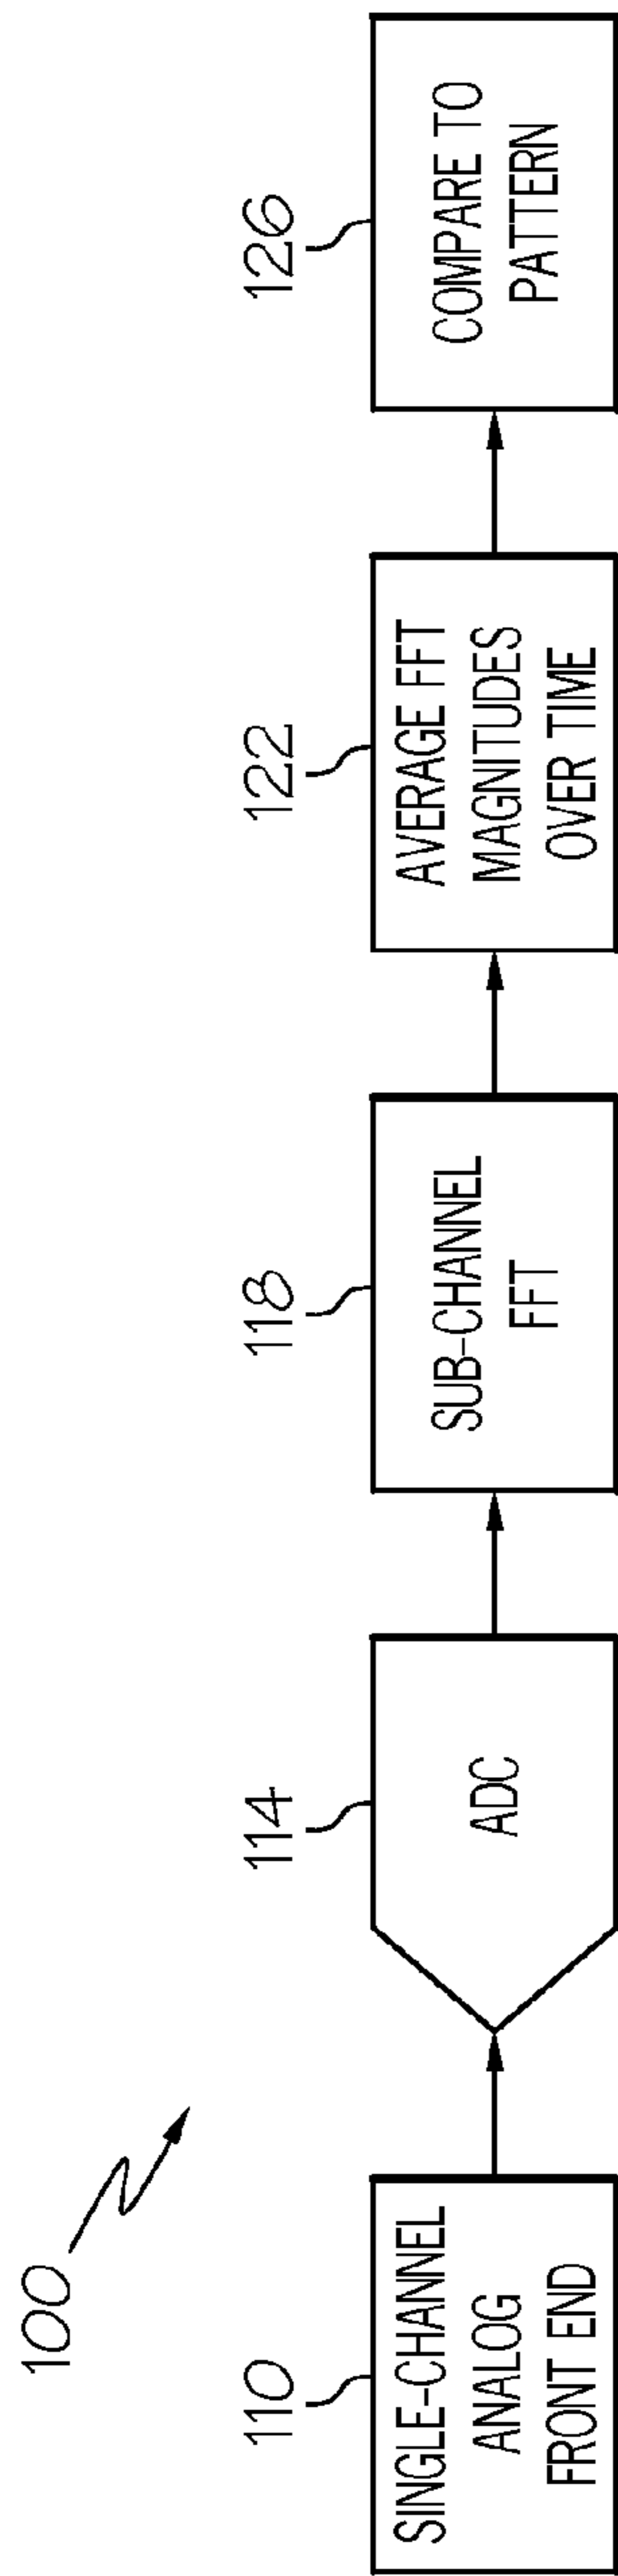 100
110
SINGLE-CHANNEL
ANALOG
FRONT END
114
ADC
118
SUB-CHANNEL
FFT
122
AVERAGE FFT
MAGNITUDES
OVER TIME
126
COMPARE TO
PATTERN